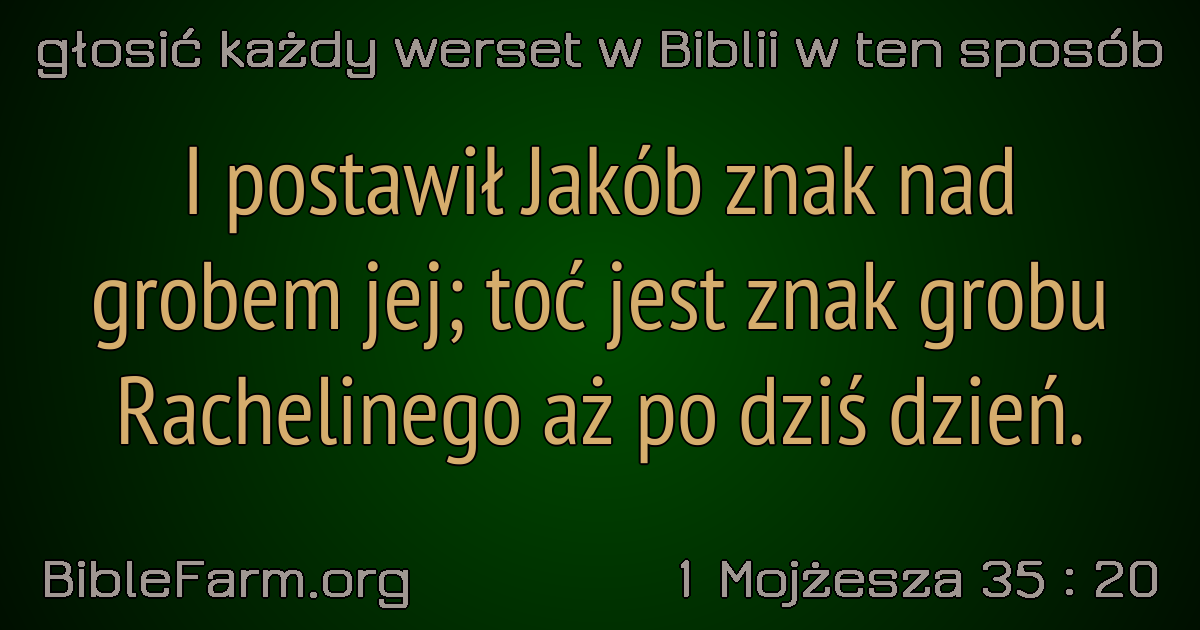 głosić każdy werset w Biblii w ten sposób
I postawił Jakób znak nad
grobem jej; toć jest znak grobu
Rachelinego aż po dziś dzień.
BibleFarm.org
1 Mojżesza 35 : 20